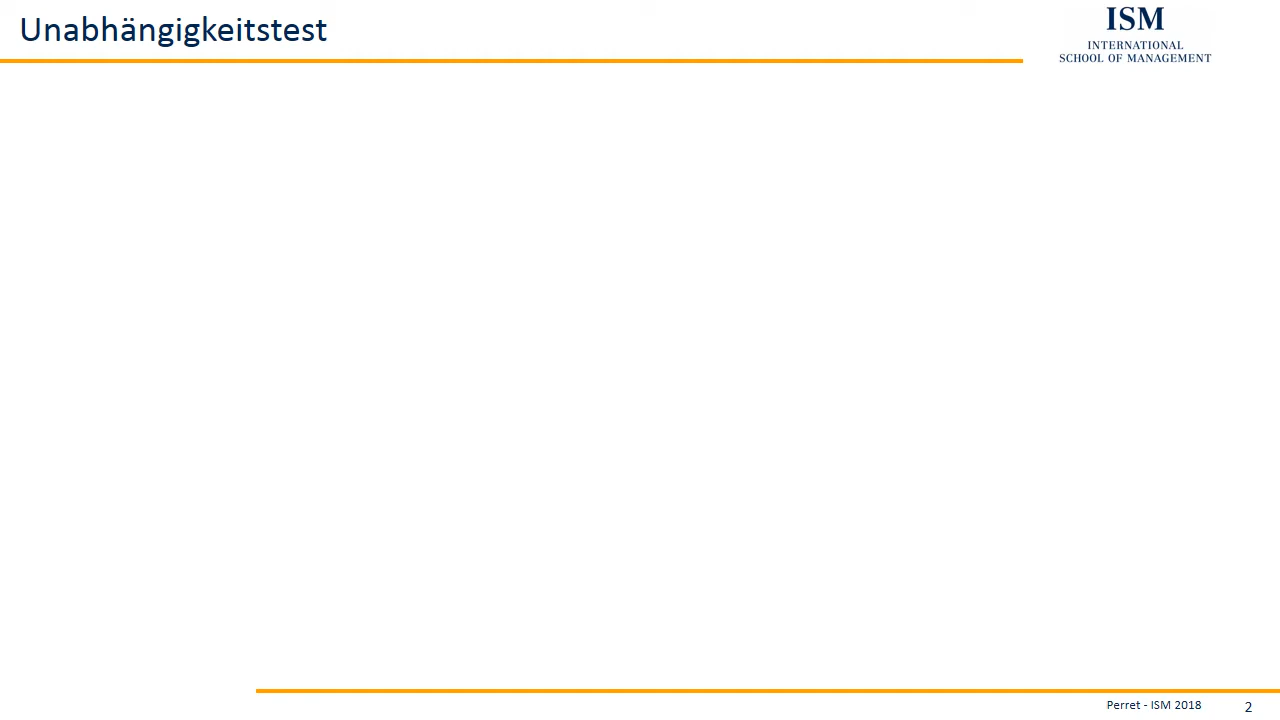 Unabhängigkeitstest
ISM
INTERNATIONAL
SCHOOL OF MANAGEMENT
Perret - ISM 2018
2